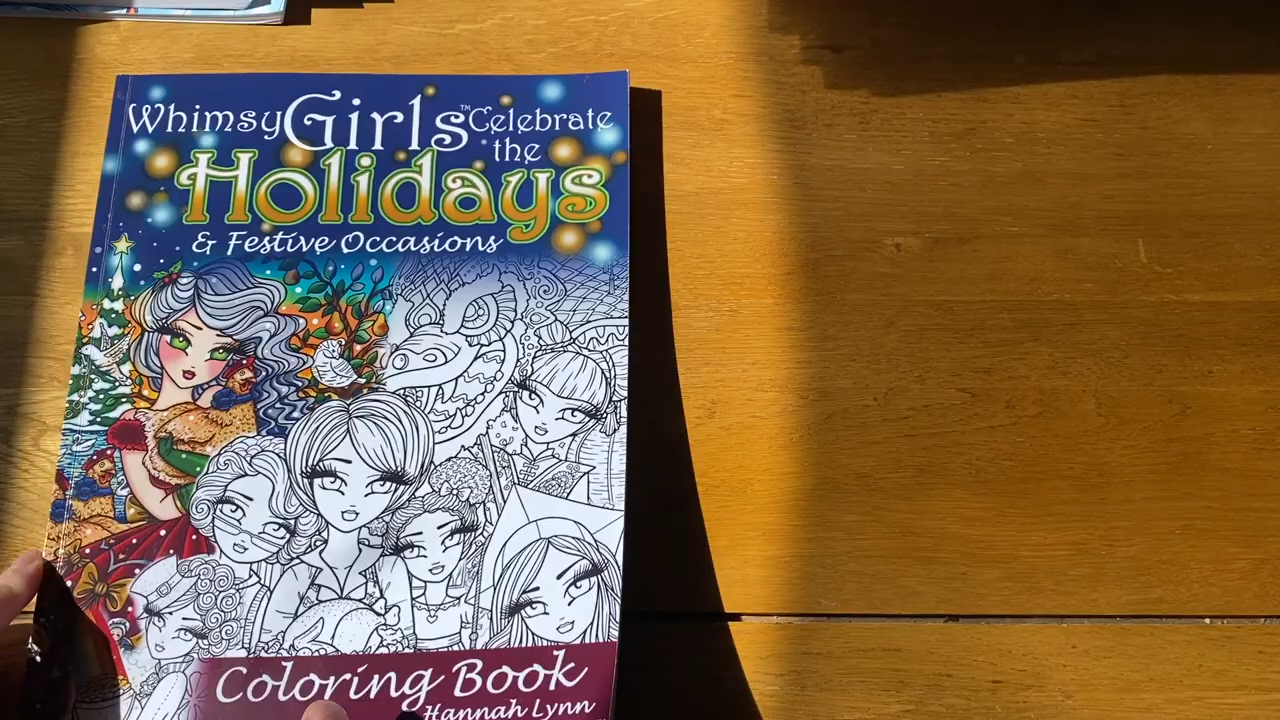 Whimsy Girls™ Celebrate
the
Holidays
& Festive Occasions
Coloring Book
Hannah Lynn